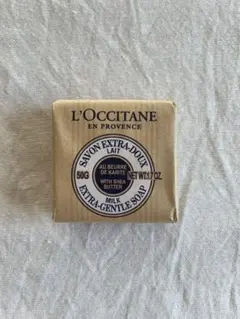 L'OCCITANE
EN PROVENCE
SAVON EXTRA-DOUX
LAIT
50G
AU BEURRE
DE KARITÉ
WITH SHEA
BUTTER
NET WT.1.7 OZ.
MILK
EXTRA-GENTLE SOAP